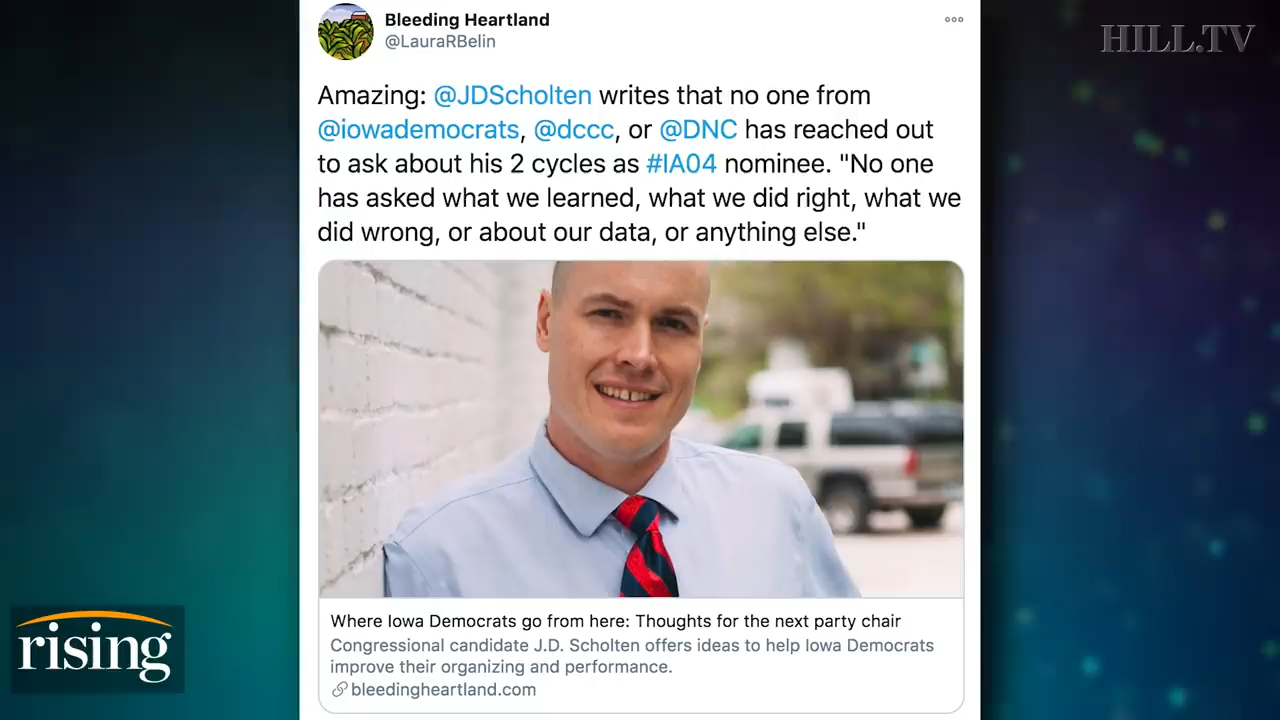 Bleeding Heartland
@LauraRBelin
HILL.TV
Amazing: @JDScholten writes that no one from
@iowademocrats, @dccc, or @DNC has reached out
to ask about his 2 cycles as #IA04 nominee. "No one
has asked what we learned, what we did right, what we
did wrong, or about our data, or anything else."
Where Iowa Democrats go from here: Thoughts for the next party chair
Congressional candidate J.D. Scholten offers ideas to help Iowa Democrats
improve their organizing and performance.
bleedingheartland.com
rising